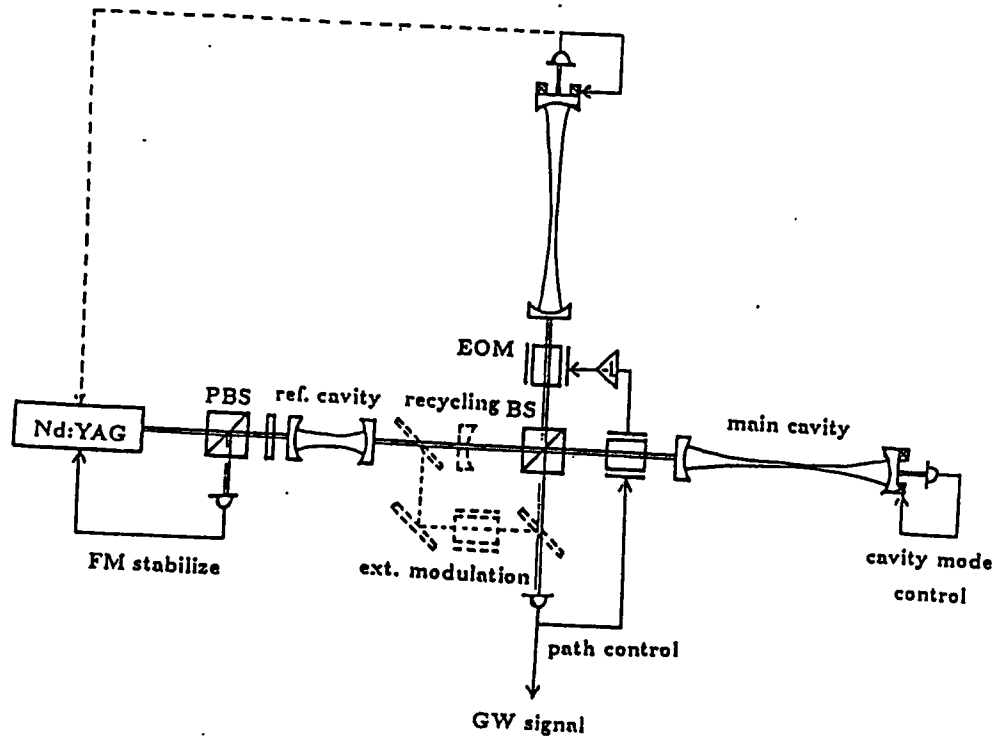 EOM
-1
PBS
ref. cavity
recycling
BS
main cavity
Nd:YAG
FM stabilize
ext. modulation
cavity mode
control
path control
GW signal